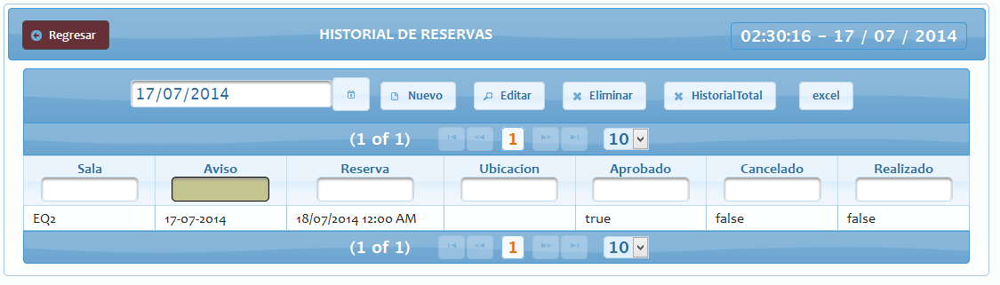 Regresar HISTORIAL DE RESERVAS 02:30:16 - 17 / 07 / 2014
17/07/2014 Nuevo Editar Eliminar HistorialTotal excel
(1 of 1) 1 10
Sala Aviso Reserva Ubicacion Aprobado Cancelado Realizado
EQ2 17-07-2014 18/07/2014 12:00 AM true false false
(1 of 1) 1 10